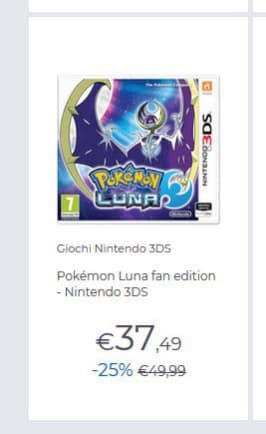 The Pokémon Company
POKÉMON
LUNA
7
NINTENDO 3DS
Nintendo
Giochi Nintendo 3DS
Pokémon Luna fan edition
- Nintendo 3DS
€37,49
-25% €49,99